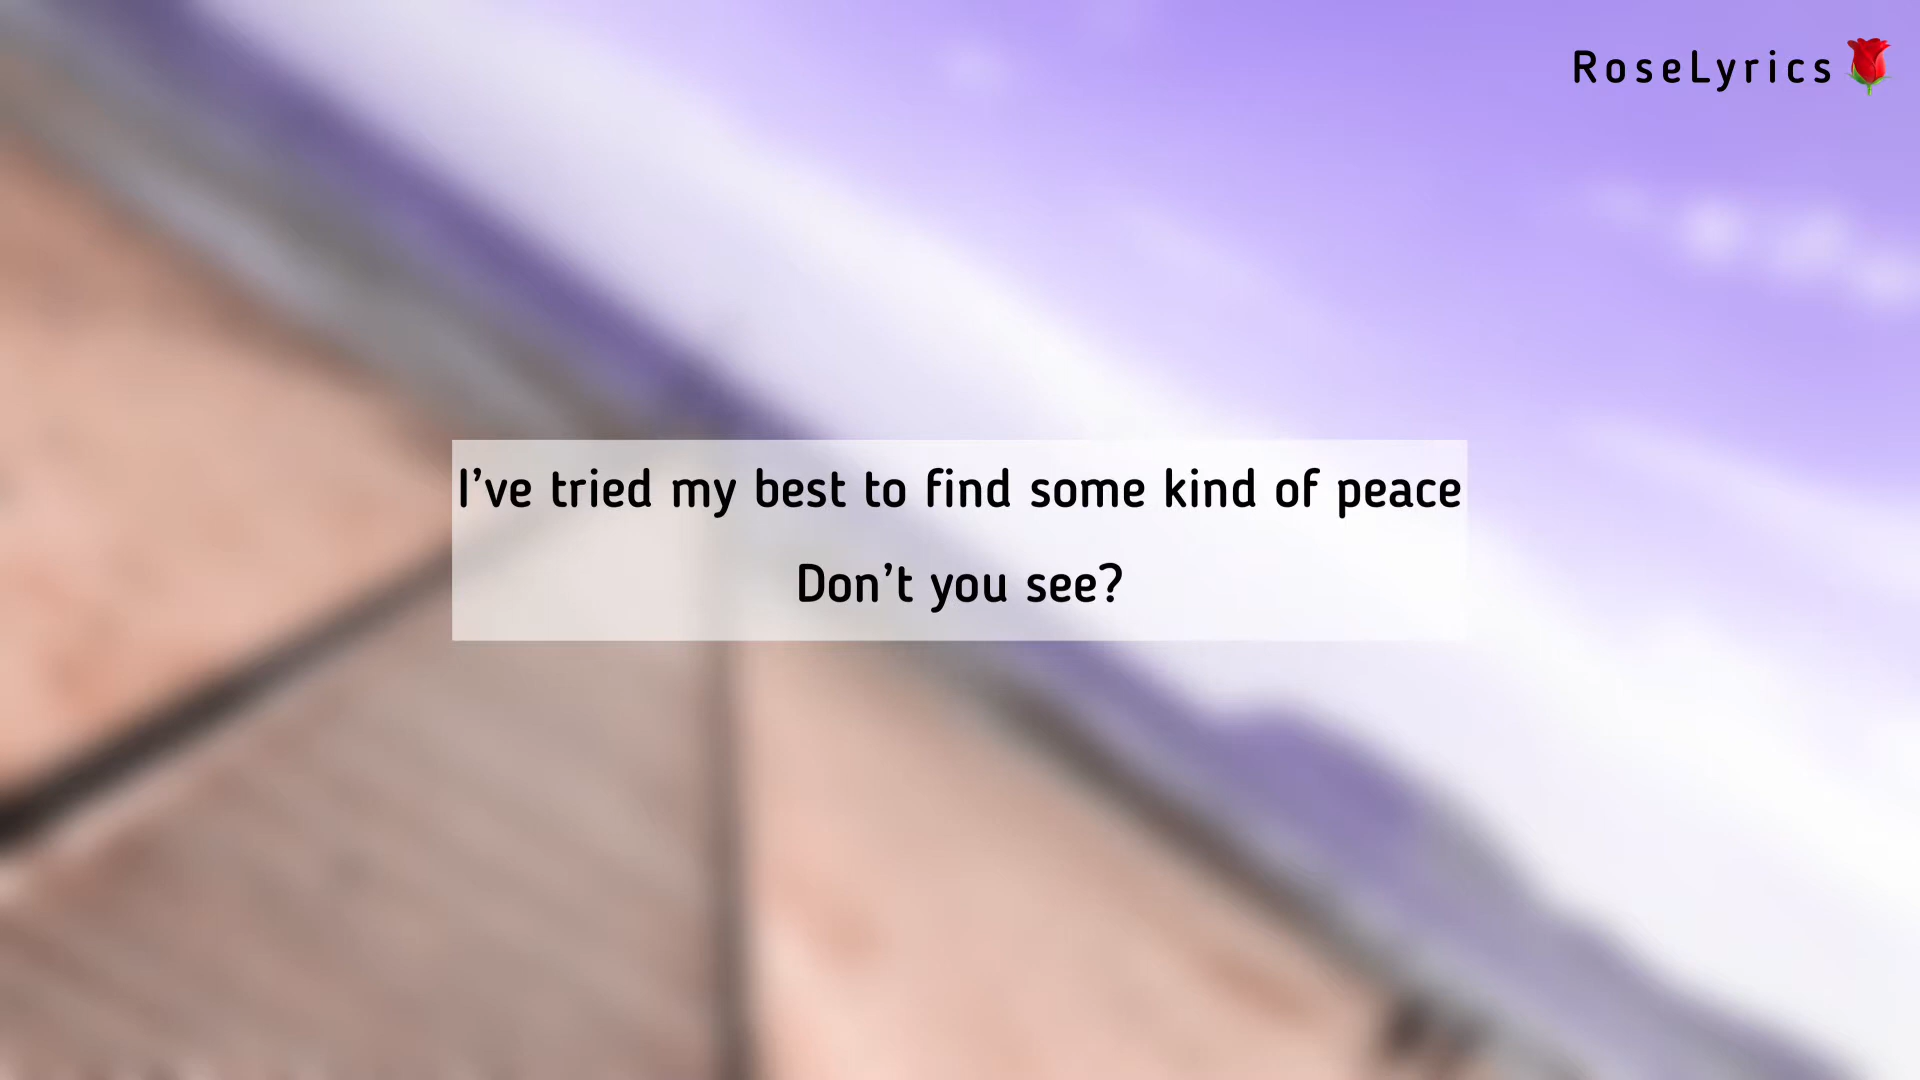 RoseLyrics
I’ve tried my best to find some kind of peace
Don’t you see?